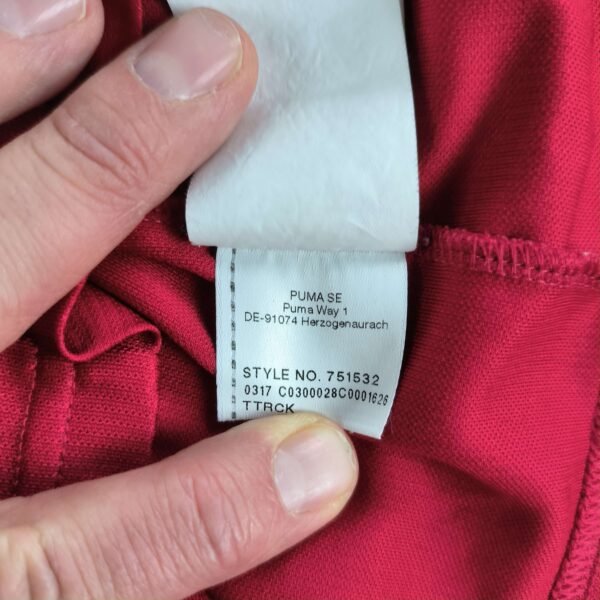 PUMA SE
Puma Way 1
DE-91074 Herzogenaurach
STYLE NO. 751532
0317 C0300028C0001626
TTRCK